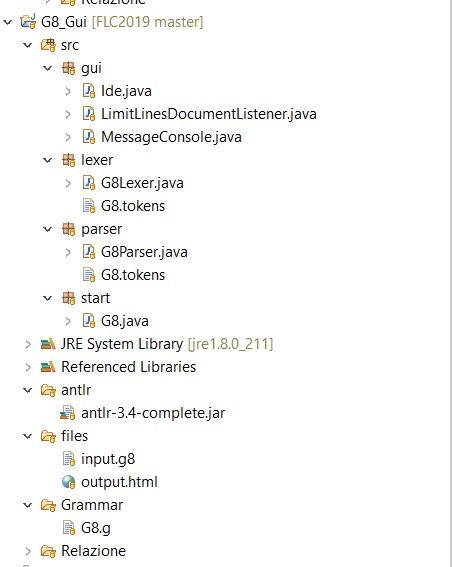 Relazione
G8_Gui [FLC2019 master]
src
gui
Ide.java
LimitLinesDocumentListener.java
MessageConsole.java
lexer
G8Lexer.java
G8.tokens
parser
G8Parser.java
G8.tokens
start
G8.java
JRE System Library [jre1.8.0_211]
Referenced Libraries
antlr
antlr-3.4-complete.jar
files
input.g8
output.html
Grammar
G8.g
Relazione